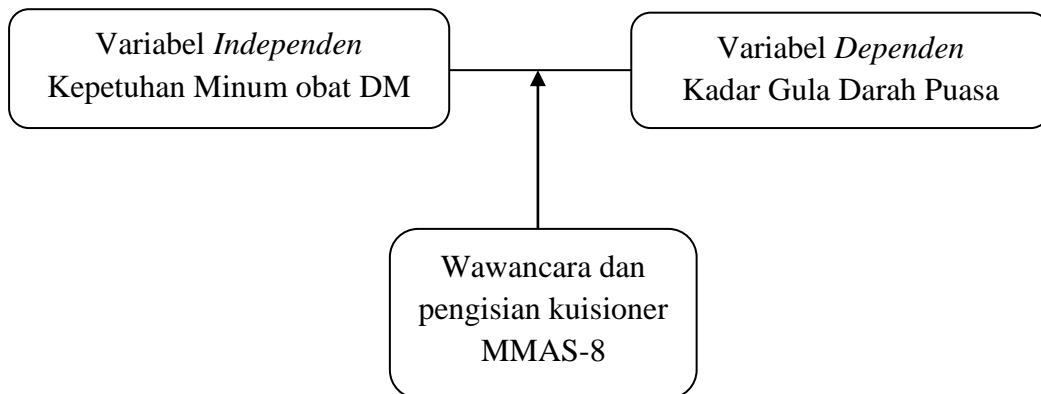 Variabel Independen
Kepetuhan Minum obat DM
Variabel Dependen
Kadar Gula Darah Puasa
Wawancara dan
pengisian kuisioner
MMAS-8